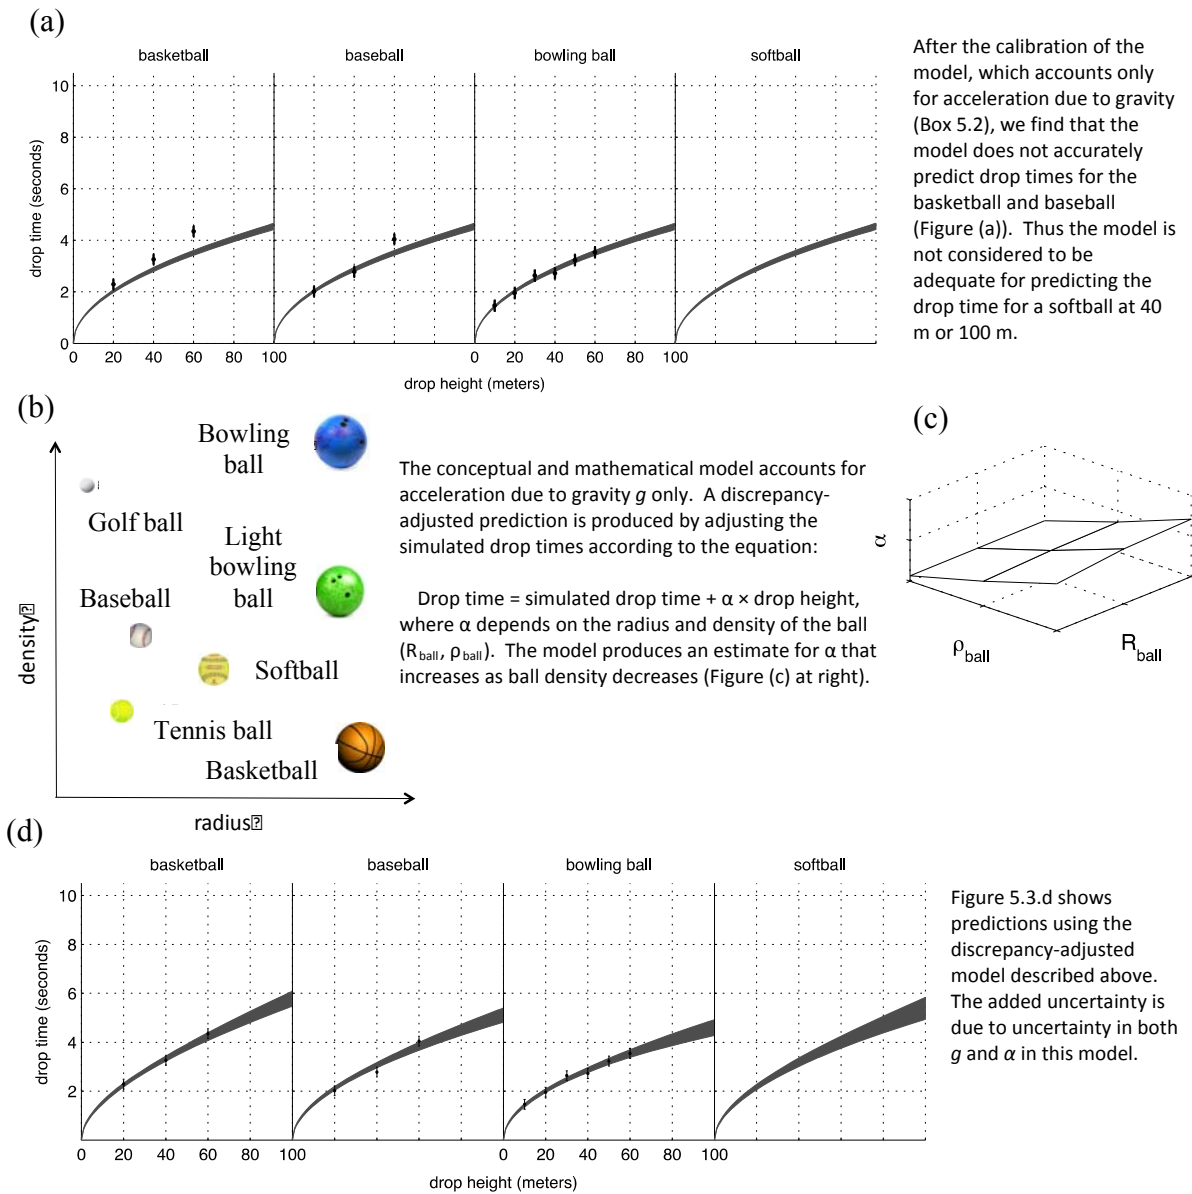 (a)
basketball
baseball
bowling ball
softball
10
8
6
4
2
0
drop time (seconds)
0 20 40 60 80 100
0 20 40 60 80 100
drop height (meters)
After the calibration of the
model, which accounts only
for acceleration due to gravity
(Box 5.2), we find that the
model does not accurately
predict drop times for the
basketball and baseball
(Figure (a)). Thus the model is
not considered to be
adequate for predicting the
drop time for a softball at 40
m or 100 m.
(b)
Bowling
ball
Golf ball
Light
bowling
ball
Baseball
Softball
Tennis ball
Basketball
density
radius
The conceptual and mathematical model accounts for
acceleration due to gravity g only. A discrepancy-
adjusted prediction is produced by adjusting the
simulated drop times according to the equation:
Drop time = simulated drop time + α × drop height,
where α depends on the radius and density of the ball
(Rball, ρball). The model produces an estimate for α that
increases as ball density decreases (Figure (c) at right).
(c)
α
ρball
Rball
(d)
basketball
baseball
bowling ball
softball
10
8
6
4
2
drop time (seconds)
0 20 40 60 80 100
0 20 40 60 80 100
drop height (meters)
Figure 5.3.d shows
predictions using the
discrepancy-adjusted
model described above.
The added uncertainty is
due to uncertainty in both
g and α in this model.